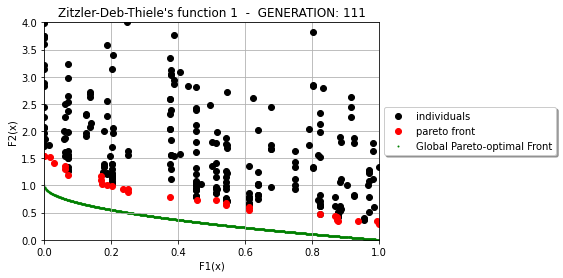 Zitzler-Deb-Thiele's function 1 - GENERATION: 111
4.0
3.5
3.0
2.5
2.0
1.5
1.0
0.5
0.0
F2(x)
0.0 0.2 0.4 0.6 0.8 1.0
F1(x)
individuals
pareto front
Global Pareto-optimal Front